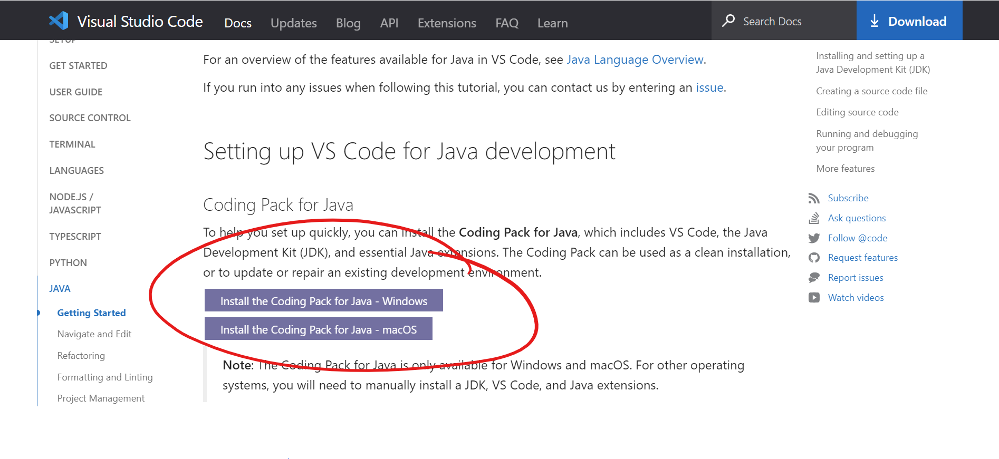 Visual Studio Code Docs Updates Blog API Extensions FAQ Learn Search Docs Download
SETUP
GET STARTED
USER GUIDE
SOURCE CONTROL
TERMINAL
LANGUAGES
NODE.JS /
JAVASCRIPT
TYPESCRIPT
PYTHON
JAVA
Getting Started
Navigate and Edit
Refactoring
Formatting and Linting
Project Management
For an overview of the features available for Java in VS Code, see Java Language Overview.
If you run into any issues when following this tutorial, you can contact us by entering an issue.
Setting up VS Code for Java development
Coding Pack for Java
To help you set up quickly, you can install the Coding Pack for Java, which includes VS Code, the Java
Development Kit (JDK), and essential Java extensions. The Coding Pack can be used as a clean installation,
or to update or repair an existing development environment.
Install the Coding Pack for Java - Windows
Install the Coding Pack for Java - macOS
Note: The Coding Pack for Java is only available for Windows and macOS. For other operating
systems, you will need to manually install a JDK, VS Code, and Java extensions.
Installing and setting up a
Java Development Kit (JDK)
Creating a source code file
Editing source code
Running and debugging
your program
More features
Subscribe
Ask questions
Follow @code
Request features
Report issues
Watch videos